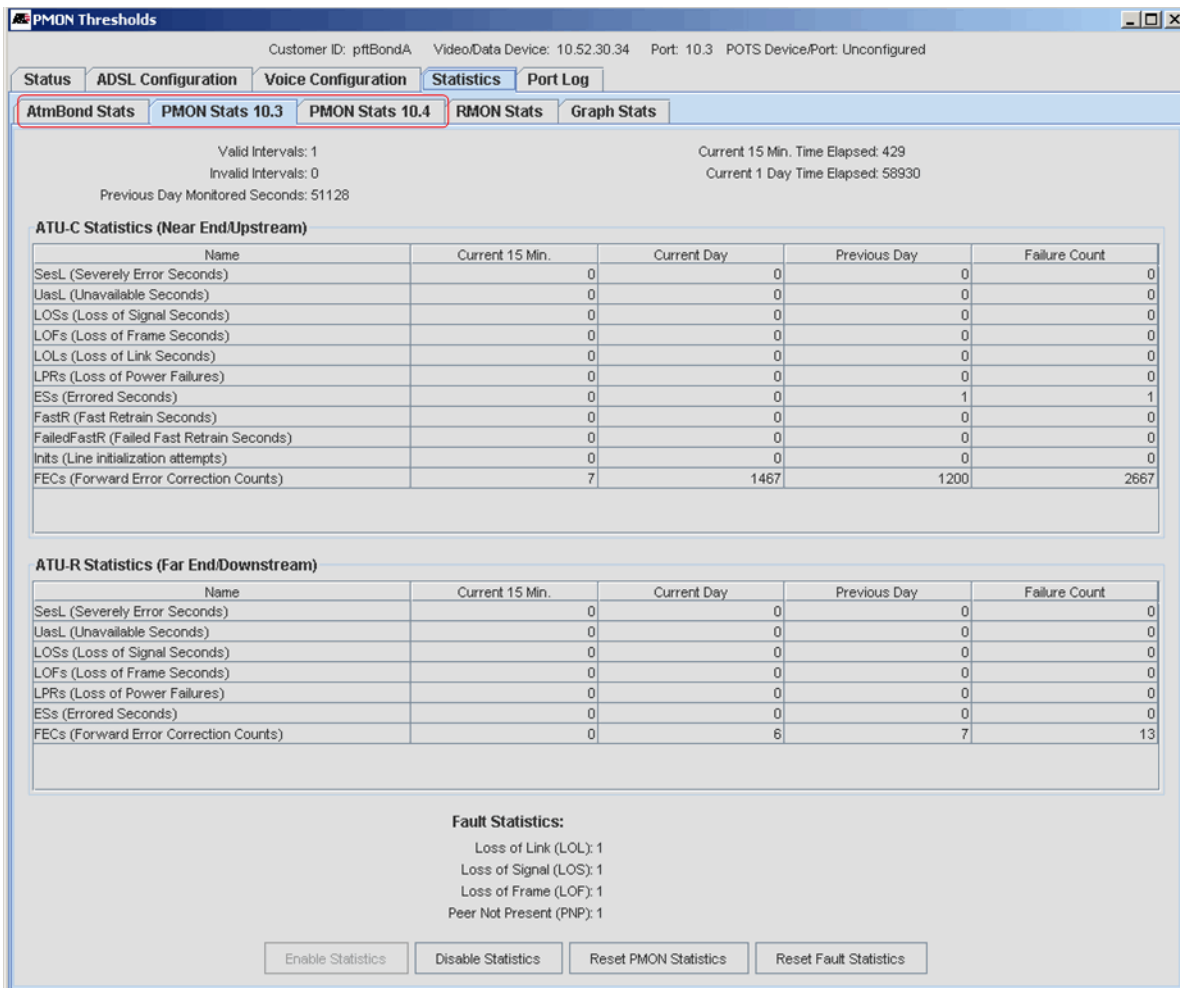 PMON Thresholds
Customer ID: pftBondA Video/Data Device: 10.52.30.34 Port: 10.3 POTS Device/Port: Unconfigured
Status ADSL Configuration Voice Configuration Statistics Port Log
AtmBond Stats PMON Stats 10.3 PMON Stats 10.4 RMON Stats Graph Stats
Valid Intervals: 1 Current 15 Min. Time Elapsed: 429
Invalid Intervals: 0 Current 1 Day Time Elapsed: 58930
Previous Day Monitored Seconds: 51128
ATU-C Statistics (Near End/Upstream)
Name Current 15 Min. Current Day Previous Day Failure Count
SesL (Severely Error Seconds) 0 0 0 0
UasL (Unavailable Seconds) 0 0 0 0
LOSs (Loss of Signal Seconds) 0 0 0 0
LOFs (Loss of Frame Seconds) 0 0 0 0
LOLs (Loss of Link Seconds) 0 0 0 0
LPRs (Loss of Power Failures) 0 0 0 0
ESs (Errored Seconds) 0 0 1 1
FastR (Fast Retrain Seconds) 0 0 0 0
FailedFastR (Failed Fast Retrain Seconds) 0 0 0 0
Inits (Line initialization attempts) 0 0 0 0
FECs (Forward Error Correction Counts) 7 1467 1200 2667
ATU-R Statistics (Far End/Downstream)
Name Current 15 Min. Current Day Previous Day Failure Count
SesL (Severely Error Seconds) 0 0 0 0
UasL (Unavailable Seconds) 0 0 0 0
LOSs (Loss of Signal Seconds) 0 0 0 0
LOFs (Loss of Frame Seconds) 0 0 0 0
LPRs (Loss of Power Failures) 0 0 0 0
ESs (Errored Seconds) 0 0 0 0
FECs (Forward Error Correction Counts) 0 6 7 13
Fault Statistics:
Loss of Link (LOL): 1
Loss of Signal (LOS): 1
Loss of Frame (LOF): 1
Peer Not Present (PNP): 1
Enable Statistics Disable Statistics Reset PMON Statistics Reset Fault Statistics